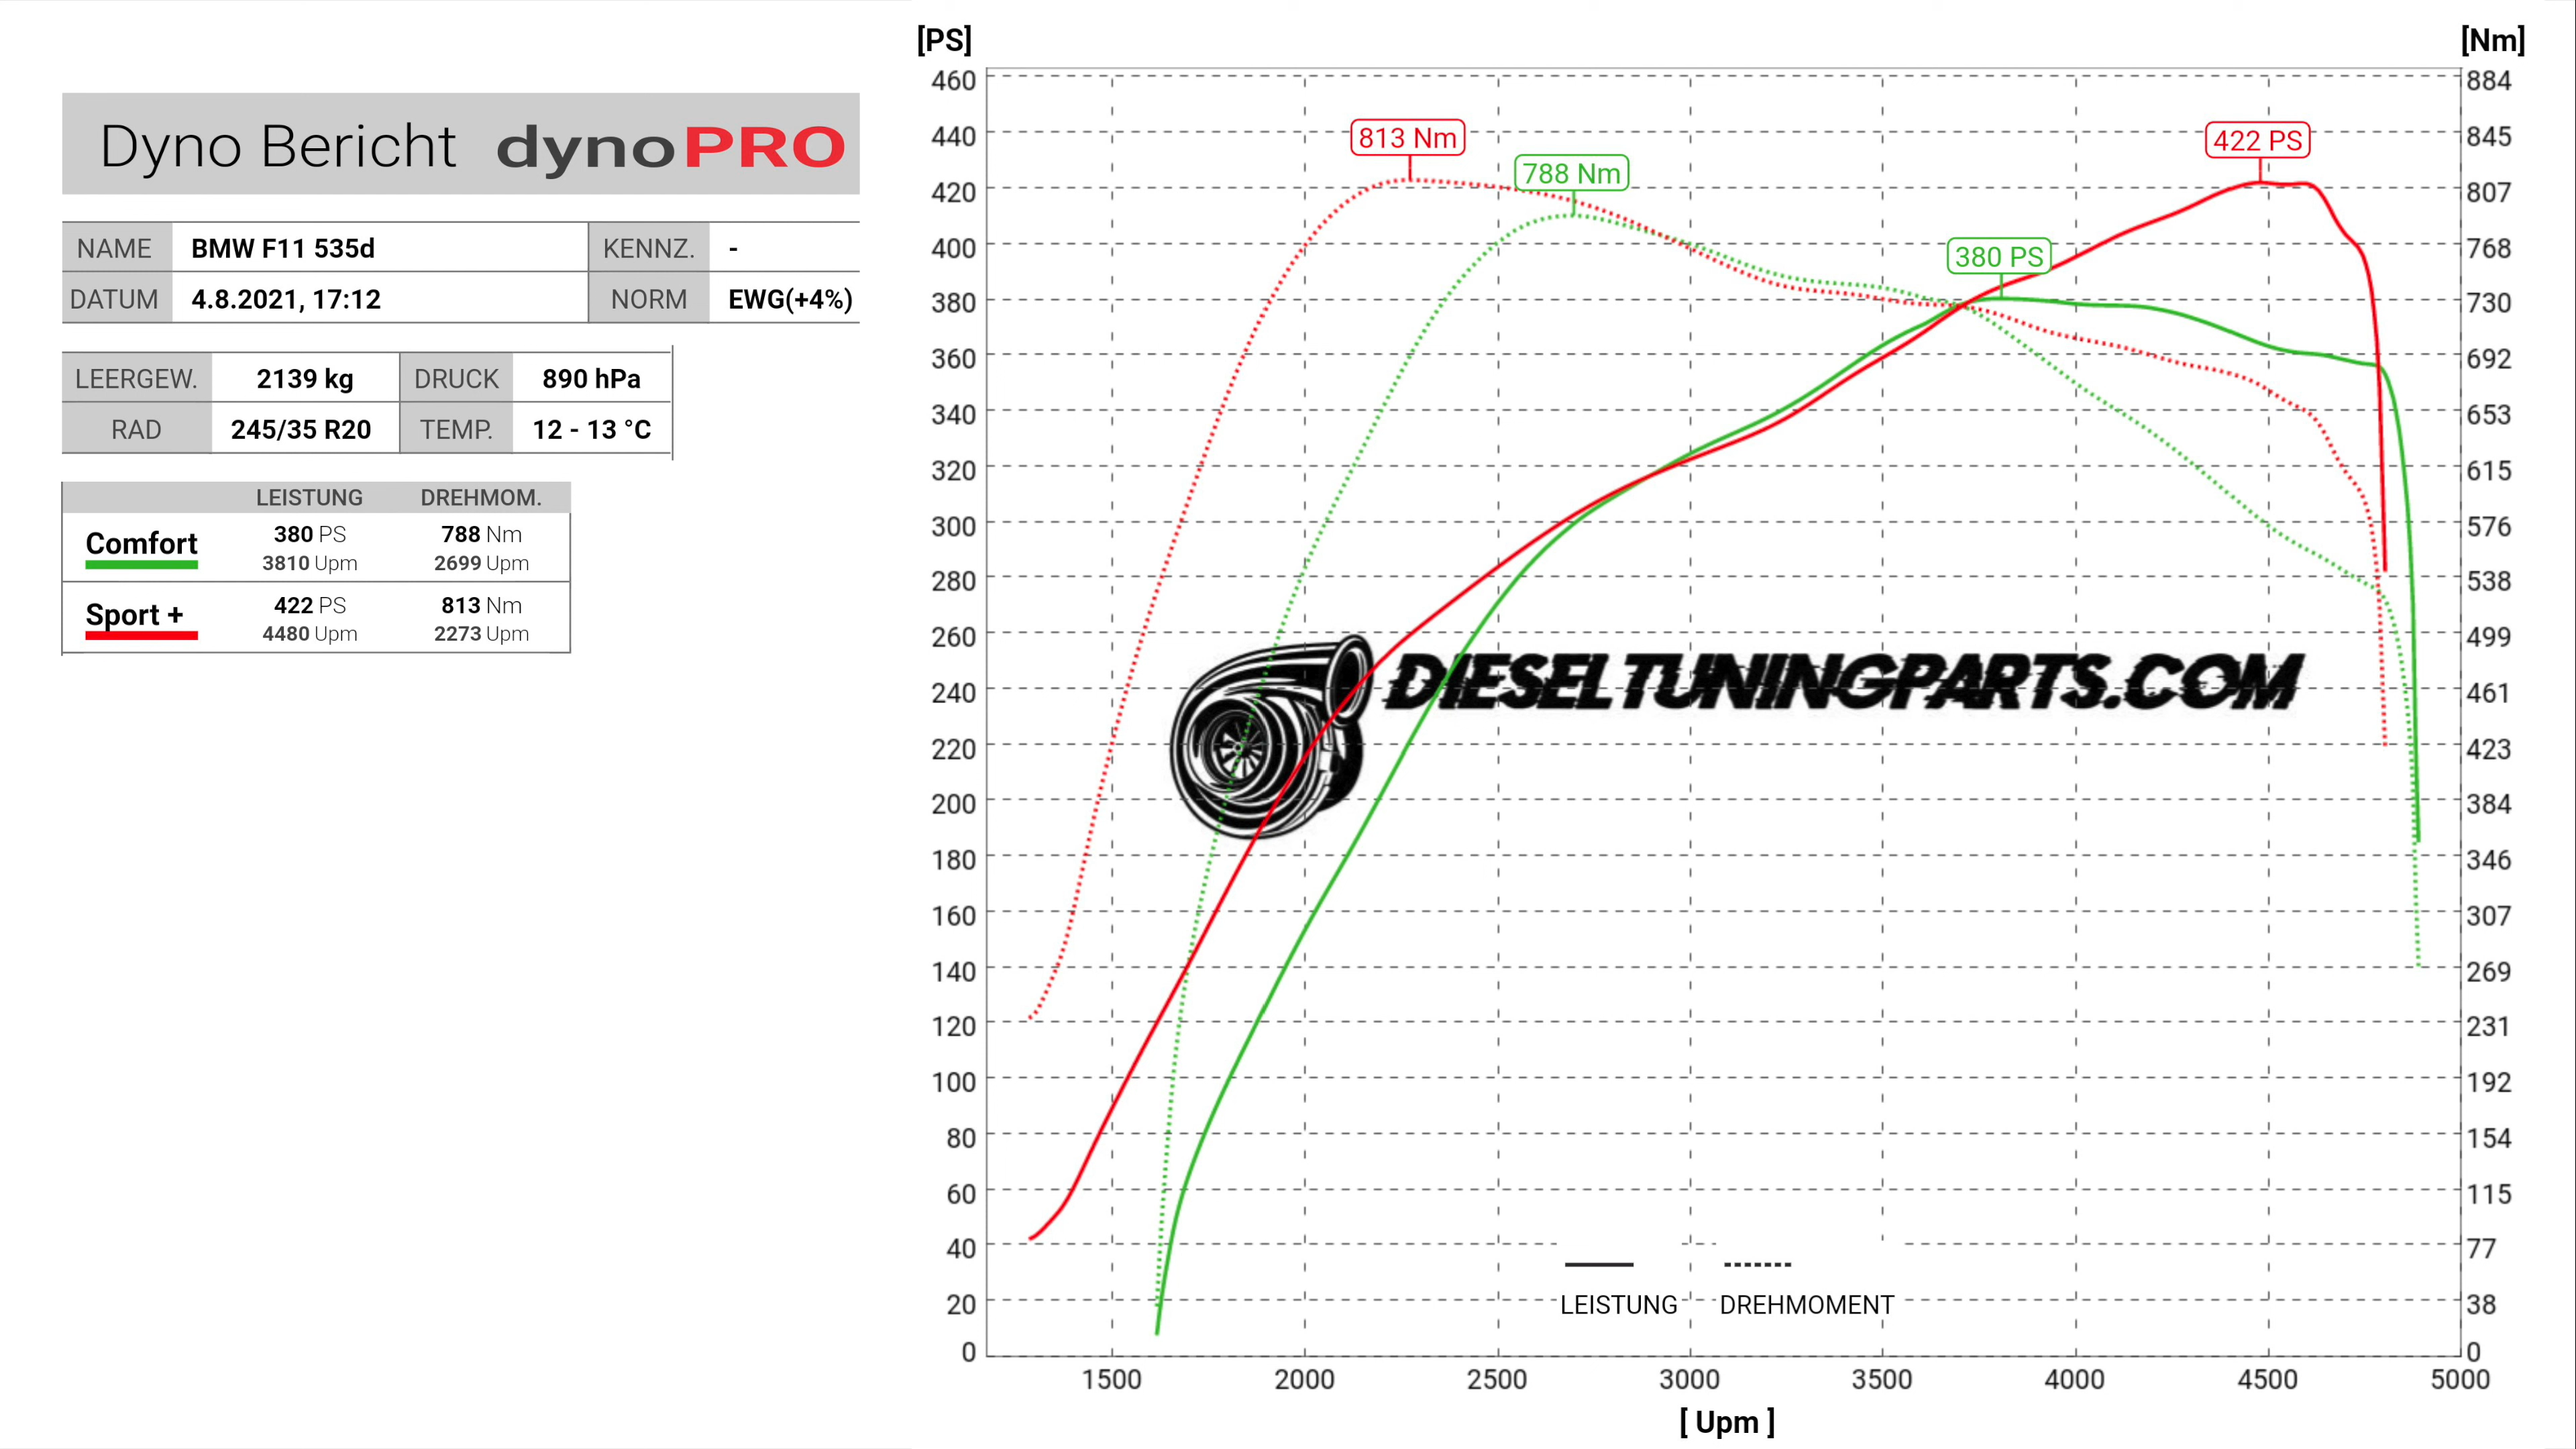 Dyno Bericht dynoPRO
NAME BMW F11 535d KENNZ. -
DATUM 4.8.2021, 17:12 NORM EWG(+4%)
LEERGEW. 2139 kg DRUCK 890 hPa
RAD 245/35 R20 TEMP. 12 - 13 °C
LEISTUNG DREHMOM.
Comfort 380 PS 788 Nm
3810 Upm 2699 Upm
Sport + 422 PS 813 Nm
4480 Upm 2273 Upm
[PS] [Nm]
460 884
440 845
813 Nm 422 PS
788 Nm
420 807
400 768
380 PS
380 730
360 692
340 653
320 615
300 576
280 538
260 499
DIESELTUNINGPARTS.COM
240 461
220 423
200 384
180 346
160 307
140 269
120 231
100 192
80 154
60 115
40 77
20 38
LEISTUNG DREHMOMENT
0 0
1500 2000 2500 3000 3500 4000 4500 5000
[ Upm ]